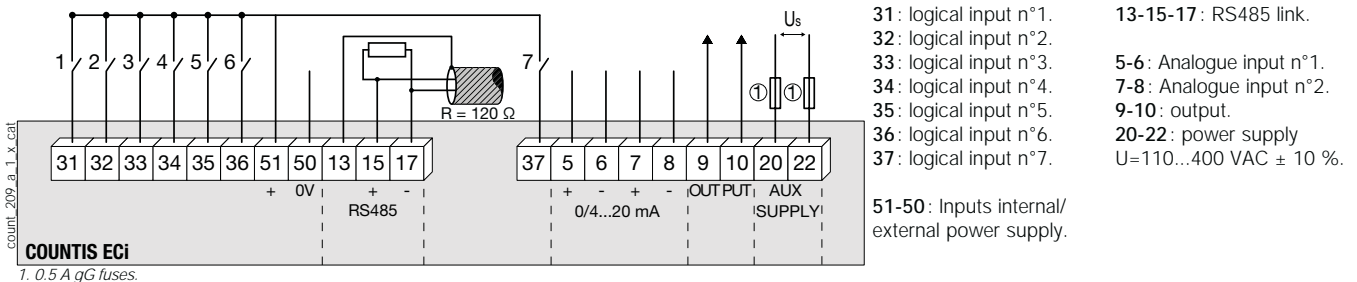 Us
1 2 3 4 5 6 7
1 1
R = 120 Ω
31 32 33 34 35 36 51 50 13 15 17 37 5 6 7 8 9 10 20 22
+ 0V + - + - + - OUTPUT AUX
RS485 0/4...20 mA SUPPLY
COUNTIS ECi
1. 0.5 A gG fuses.
count_209_a_1_x_cat
31: logical input n°1.
32: logical input n°2.
33: logical input n°3.
34: logical input n°4.
35: logical input n°5.
36: logical input n°6.
37: logical input n°7.
51-50: Inputs internal/
external power supply.
13-15-17: RS485 link.
5-6: Analogue input n°1.
7-8: Analogue input n°2.
9-10: output.
20-22: power supply
U=110...400 VAC ± 10 %.